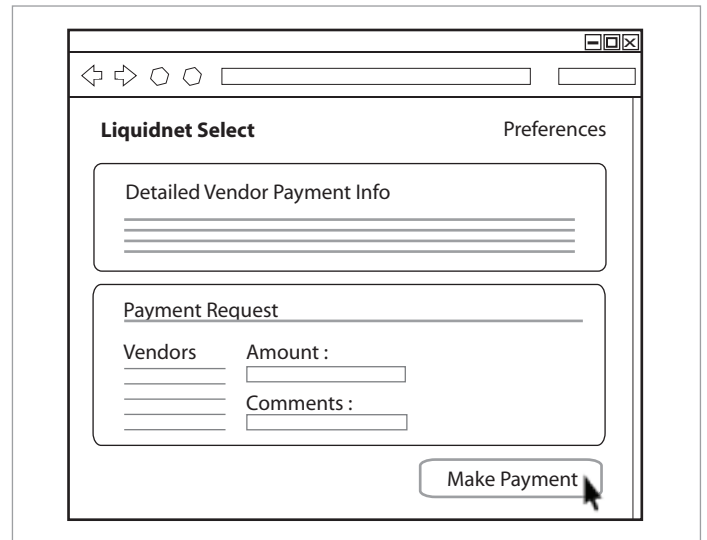 Liquidnet Select
Preferences
Detailed Vendor Payment Info
Payment Request
Vendors
Amount :
Comments :
Make Payment